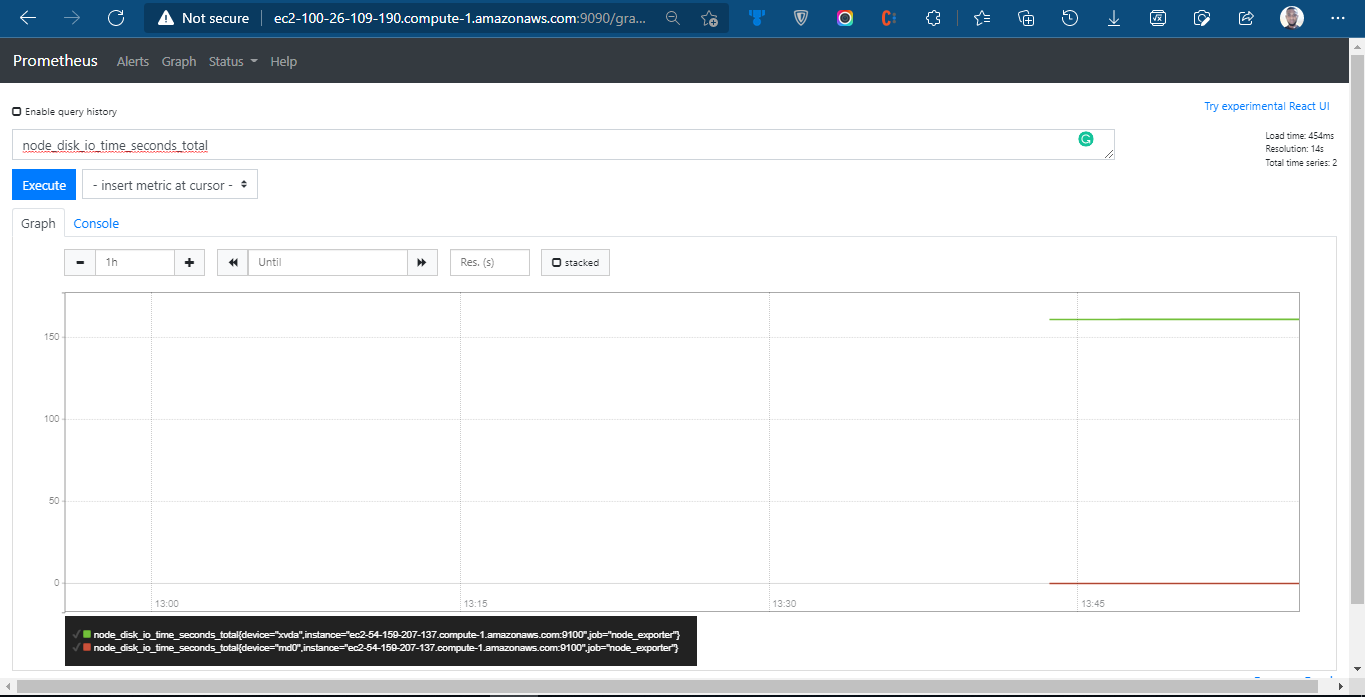 Not secure
ec2-100-26-109-190.compute-1.amazonaws.com:9090/gra...
Prometheus
Alerts
Graph
Status
Help
Enable query history
Try experimental React UI
node_disk_io_time_seconds_total
Load time: 454ms
Resolution: 14s
Total time series: 2
Execute
- insert metric at cursor -
Graph
Console
1h
Until
Res. (s)
stacked
150
100
50
0
13:00
13:15
13:30
13:45
node_disk_io_time_seconds_total{device="xvda",instance="ec2-54-159-207-137.compute-1.amazonaws.com:9100",job="node_exporter"}
node_disk_io_time_seconds_total{device="md0",instance="ec2-54-159-207-137.compute-1.amazonaws.com:9100",job="node_exporter"}